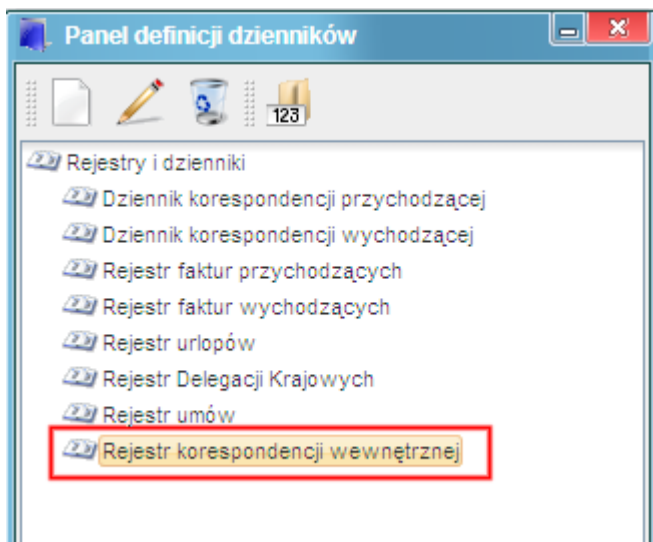 Panel definicji dzienników
123
Rejestry i dzienniki
Dziennik korespondencji przychodzącej
Dziennik korespondencji wychodzącej
Rejestr faktur przychodzących
Rejestr faktur wychodzących
Rejestr urlopów
Rejestr Delegacji Krajowych
Rejestr umów
Rejestr korespondencji wewnętrznej